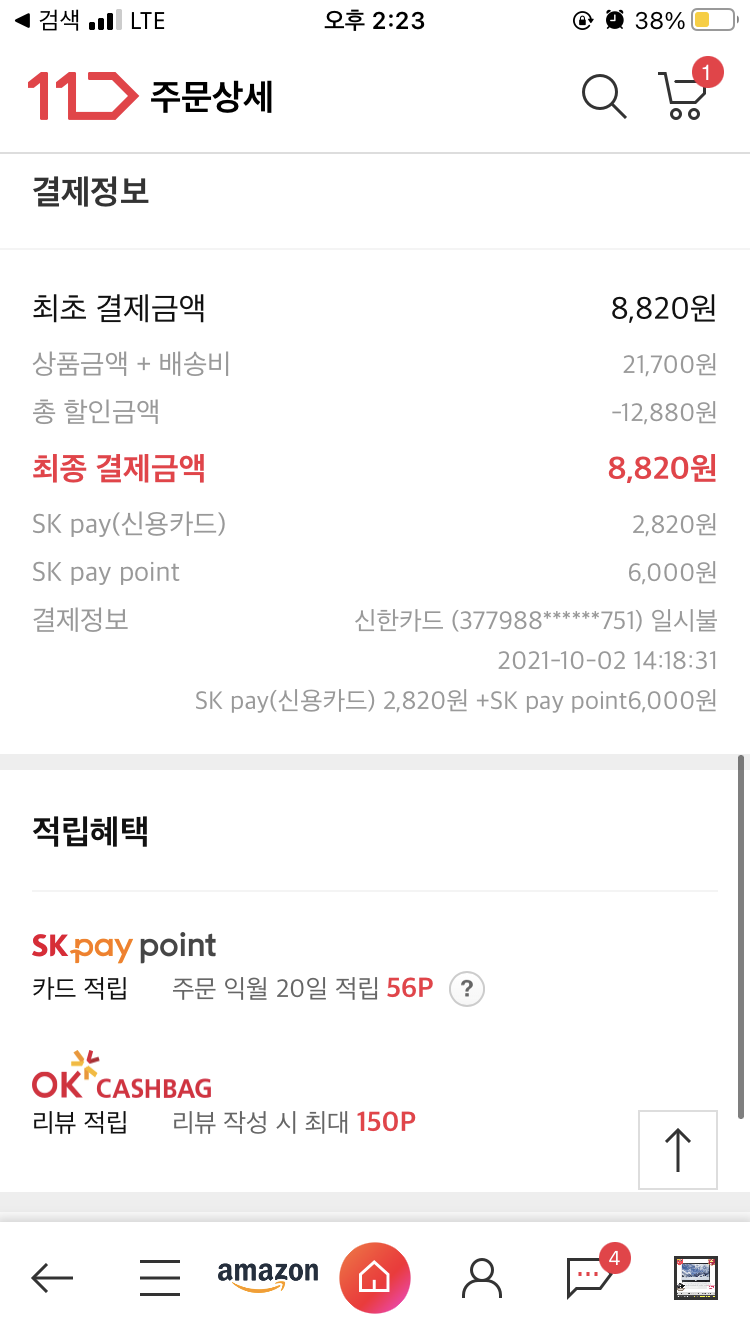 ◀ 검색 LTE 오후 2:23 38%
11 주문상세 1
결제정보
최초 결제금액 8,820원
상품금액 + 배송비 21,700원
총 할인금액 -12,880원
최종 결제금액 8,820원
SK pay(신용카드) 2,820원
SK pay point 6,000원
결제정보 신한카드 (377988******751) 일시불
2021-10-02 14:18:31
SK pay(신용카드) 2,820원 +SK pay point6,000원
적립혜택
SK pay point
카드 적립 주문 익월 20일 적립 56P ?
OK CASHBAG
리뷰 적립 리뷰 작성 시 최대 150P
amazon 4